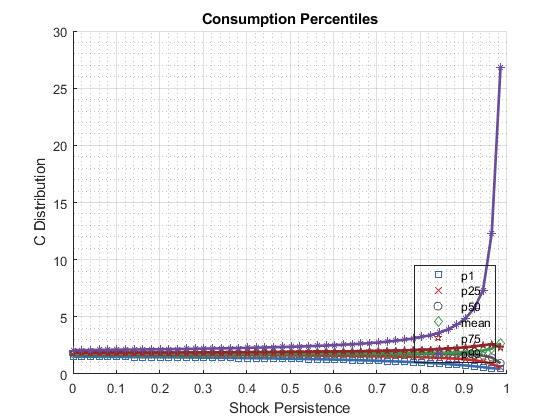 Consumption Percentiles
30
25
20
15
10
5
0
C Distribution
p1
p25
p50
mean
p75
p99
0 0.1 0.2 0.3 0.4 0.5 0.6 0.7 0.8 0.9 1
Shock Persistence